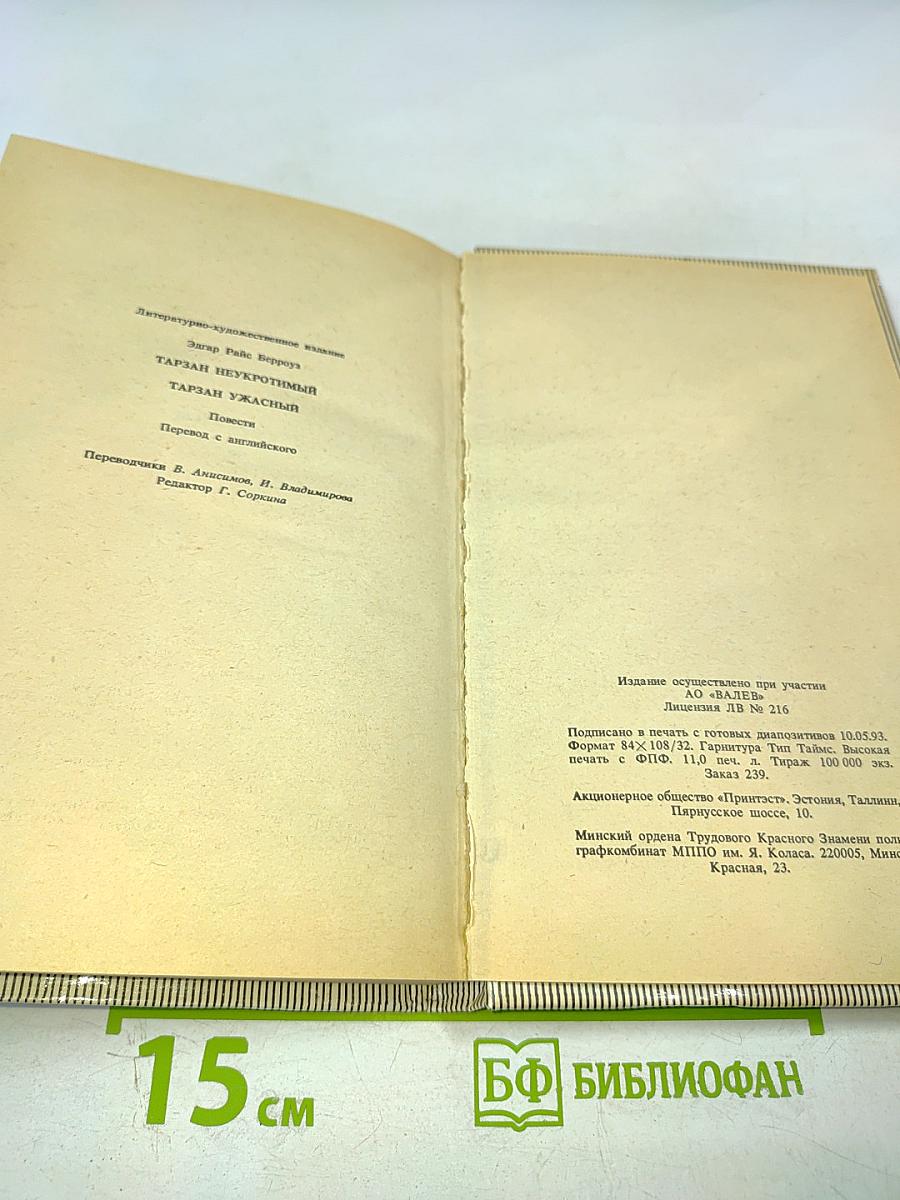 Литературно-художественное издание
Эдгар Райс Берроуз
ТАРЗАН НЕУКРОТИМЫЙ
ТАРЗАН УЖАСНЫЙ
Повести
Перевод с английского
Переводчики В. Анисимов, И. Владимирова
Редактор Г. Соркина
Издание осуществлено при участии
АО «ВАЛЕВ»
Лицензия ЛВ № 216
Подписано в печать с готовых диапозитивов 10.05.93.
Формат 84×108/32. Гарнитура Тип Таймс. Высокая
печать с ФПФ. 11,0 печ. л. Тираж 100 000 экз.
Заказ 239.
Акционерное общество «Принтэст». Эстония, Таллинн,
Пярнусское шоссе, 10.
Минский ордена Трудового Красного Знамени поли
графкомбинат МППО им. Я. Коласа. 220005, Минс
Красная, 23.
15 см
БФ БИБЛИОФАН